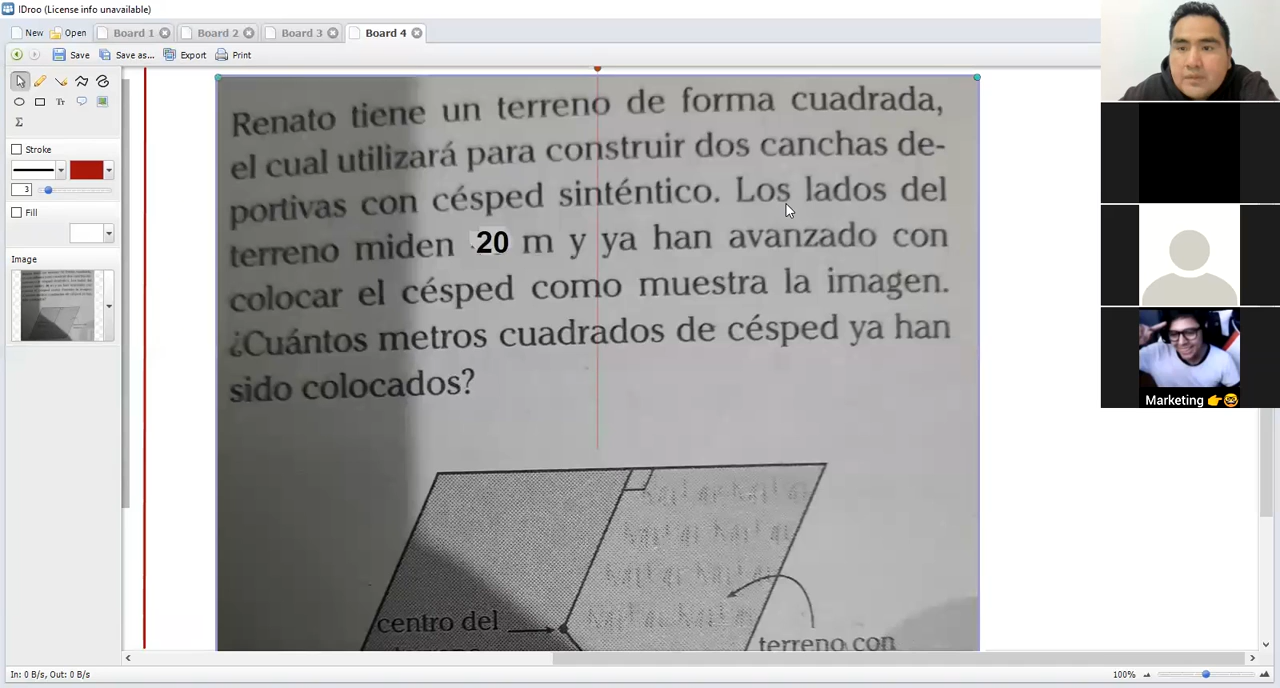 IDroo (License info unavailable)
New Open Board 1 Board 2 Board 3 Board 4
Save Save as... Export Print
Renato tiene un terreno de forma cuadrada,
el cual utilizará para construir dos canchas de-
portivas con césped sinténtico. Los lados del
terreno miden 20 m y ya han avanzado con
colocar el césped como muestra la imagen.
¿Cuántos metros cuadrados de césped ya han
sido colocados?
centro del
terreno con
Tr
Σ
Stroke
3
Fill
Image
Marketing 👉🤓
In: 0 B/s, Out: 0 B/s
100%